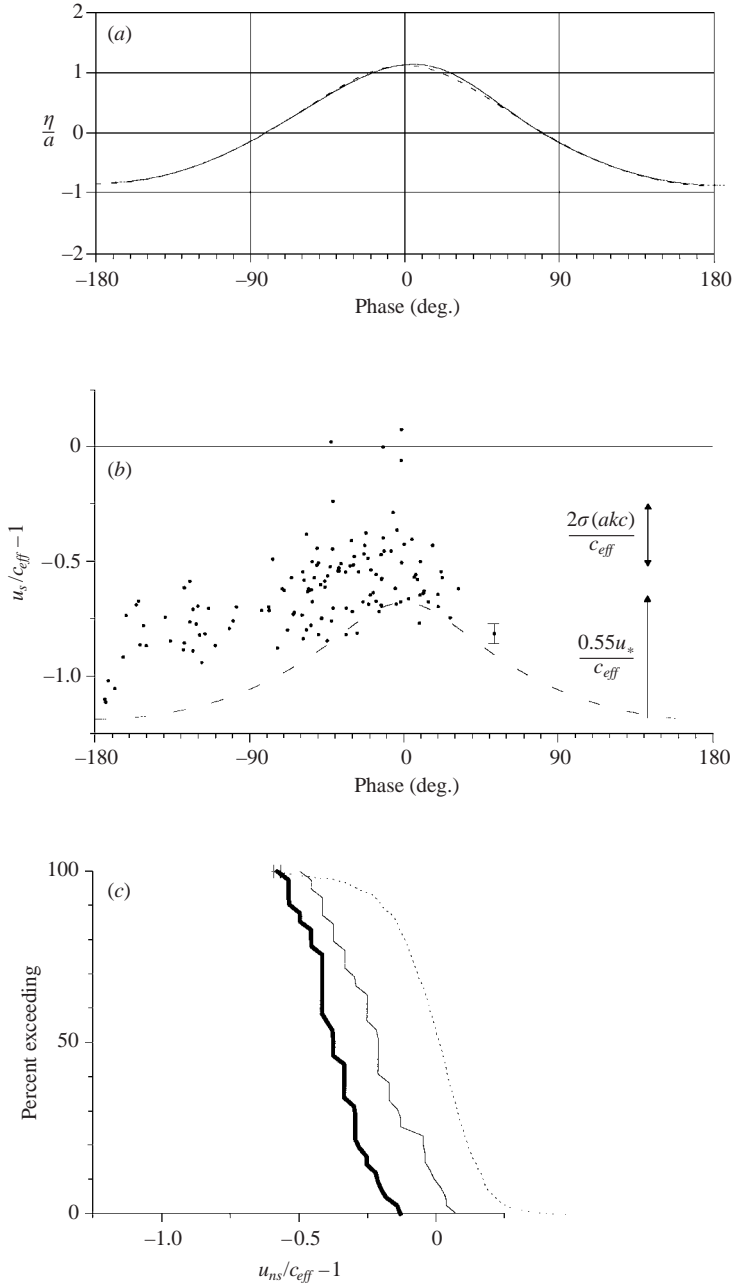 2
(a)
1
η/a
0
–1
–2
–180
–90
0
90
180
Phase (deg.)
0
(b)
2σ(akc)/c_eff
u_s/c_eff – 1
–0.5
0.55u_*/c_eff
–1.0
–180
–90
0
90
180
Phase (deg.)
100
(c)
Percent exceeding
50
0
–1.0
–0.5
0
u_ns/c_eff – 1